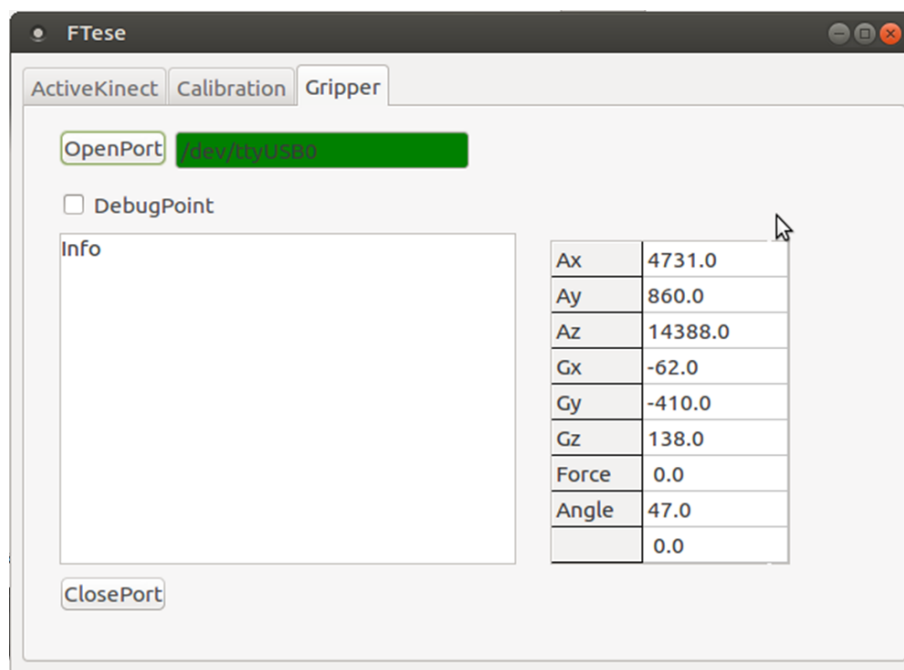 FTese
ActiveKinect Calibration Gripper
OpenPort /dev/ttyUSB0
DebugPoint
Info
Ax 4731.0
Ay 860.0
Az 14388.0
Gx -62.0
Gy -410.0
Gz 138.0
Force 0.0
Angle 47.0
0.0
ClosePort